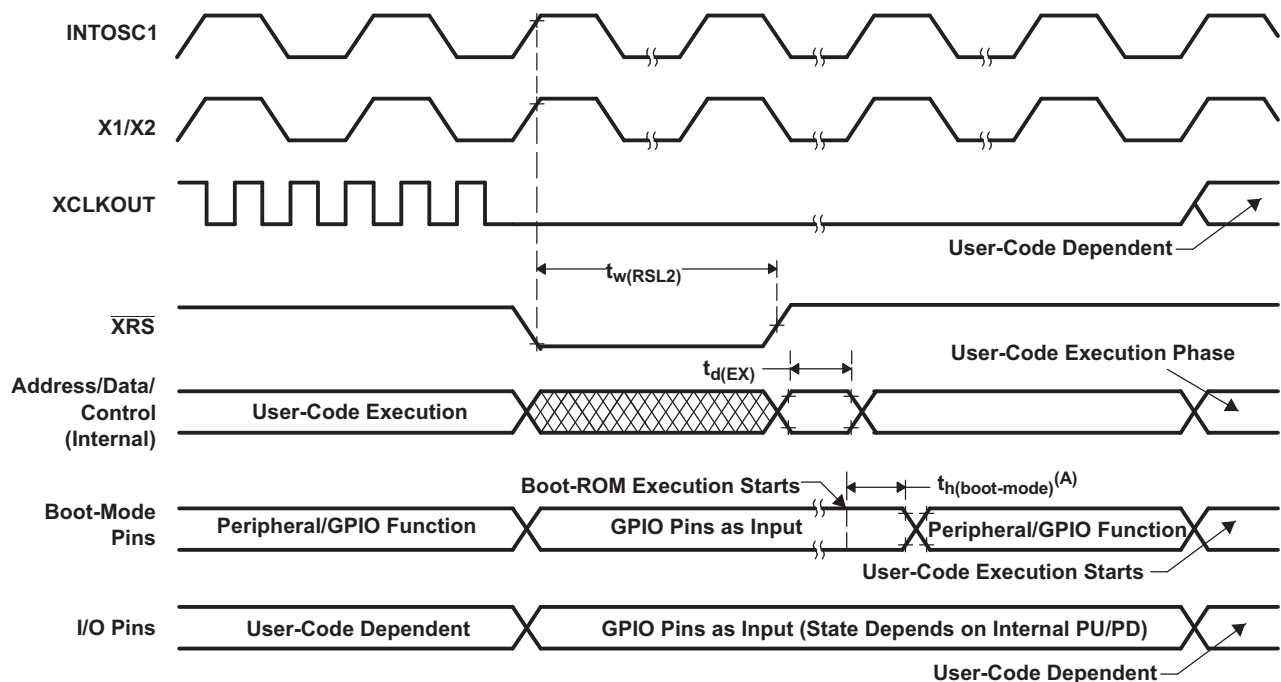 INTOSC1
X1/X2
XCLKOUT
User-Code Dependent
tw(RSL2)
XRS
User-Code Execution Phase
td(EX)
Address/Data/
Control
(Internal)
User-Code Execution
Boot-ROM Execution Starts
th(boot-mode)(A)
Boot-Mode
Pins
Peripheral/GPIO Function
GPIO Pins as Input
Peripheral/GPIO Function
User-Code Execution Starts
I/O Pins
User-Code Dependent
GPIO Pins as Input (State Depends on Internal PU/PD)
User-Code Dependent